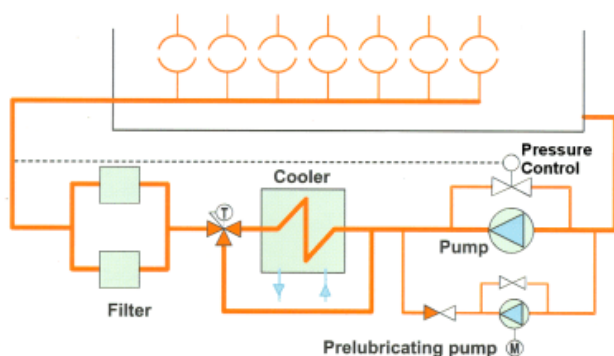 Pressure
Control
Cooler
T
Pump
Filter
Prelubricating pump
M